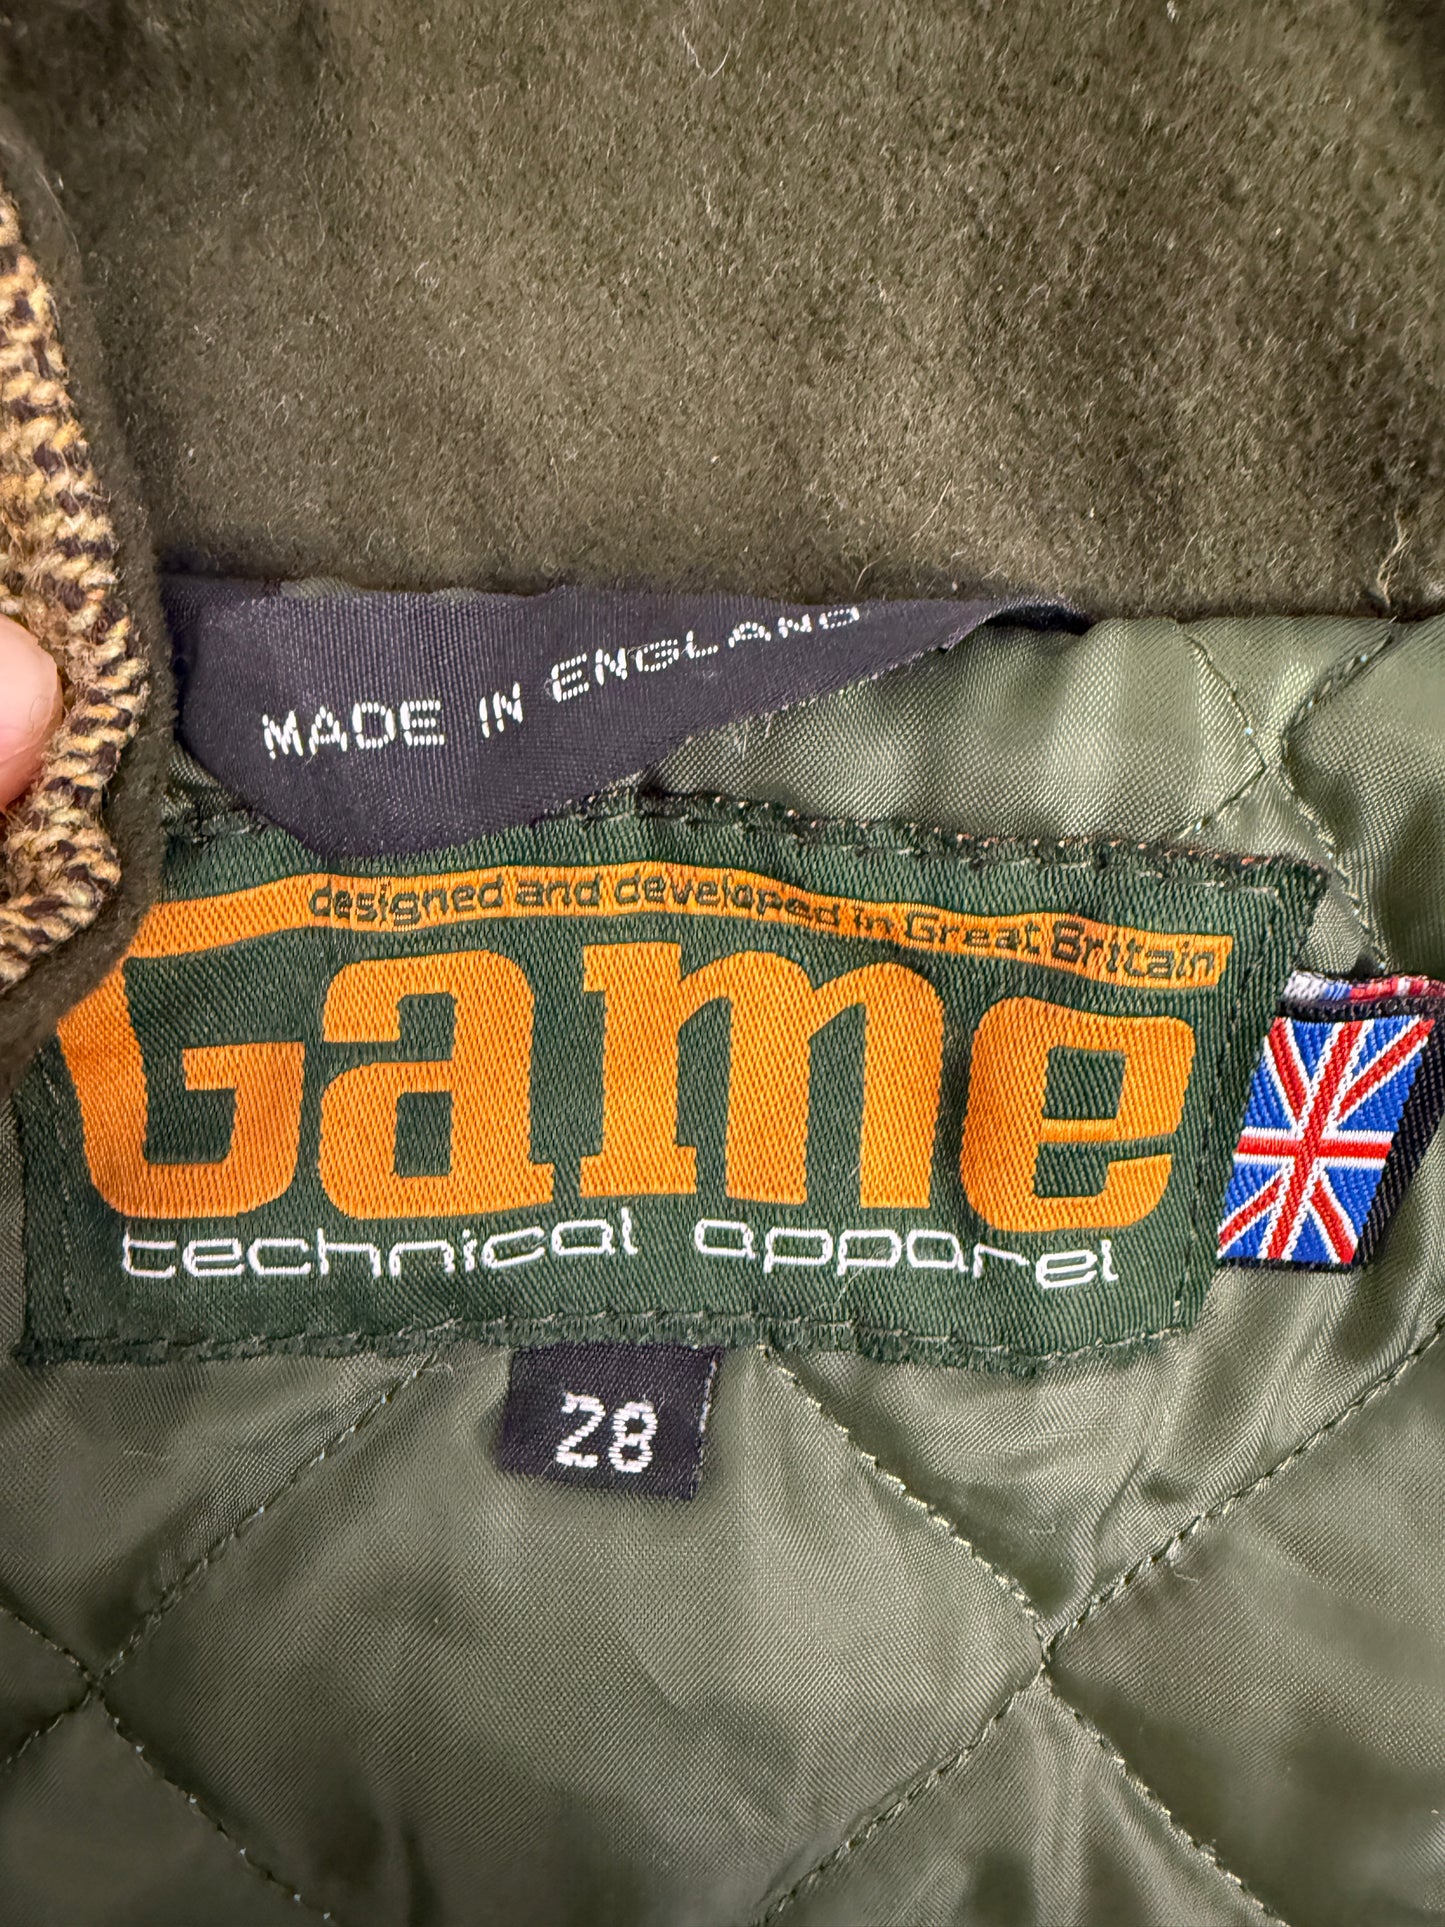 MADE IN ENGLAND
designed and developed in Great Britain
Game
technical apparel
28